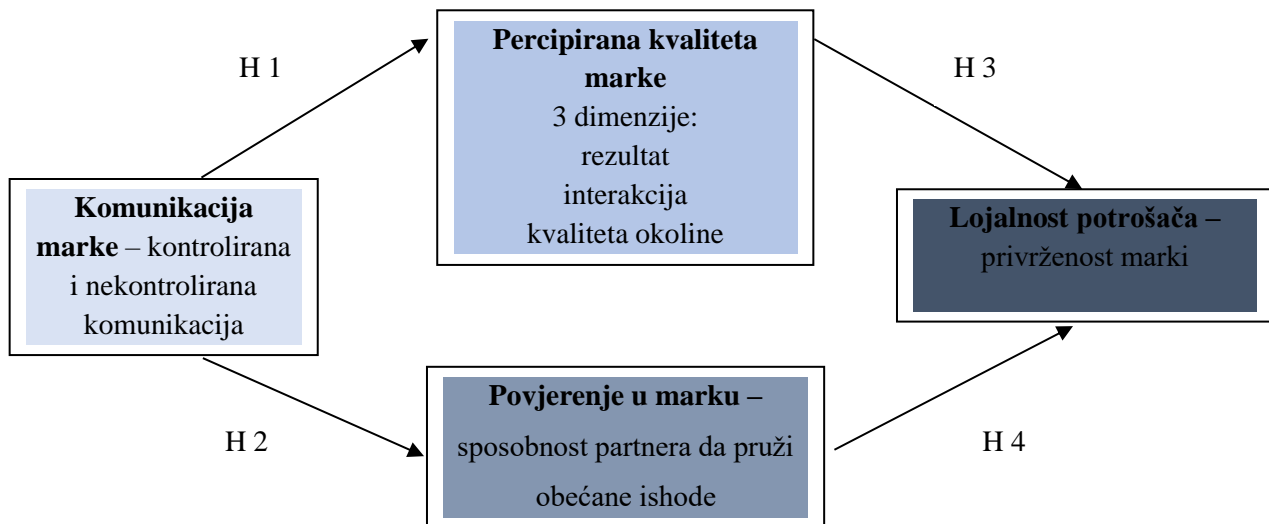 H 1
Percipirana kvaliteta
marke
3 dimenzije:
rezultat
interakcija
kvaliteta okoline
H 3
Komunikacija
marke – kontrolirana
i nekontrolirana
komunikacija
Lojalnost potrošača –
privrženost marki
H 2
Povjerenje u marku –
sposobnost partnera da pruži
obećane ishode
H 4